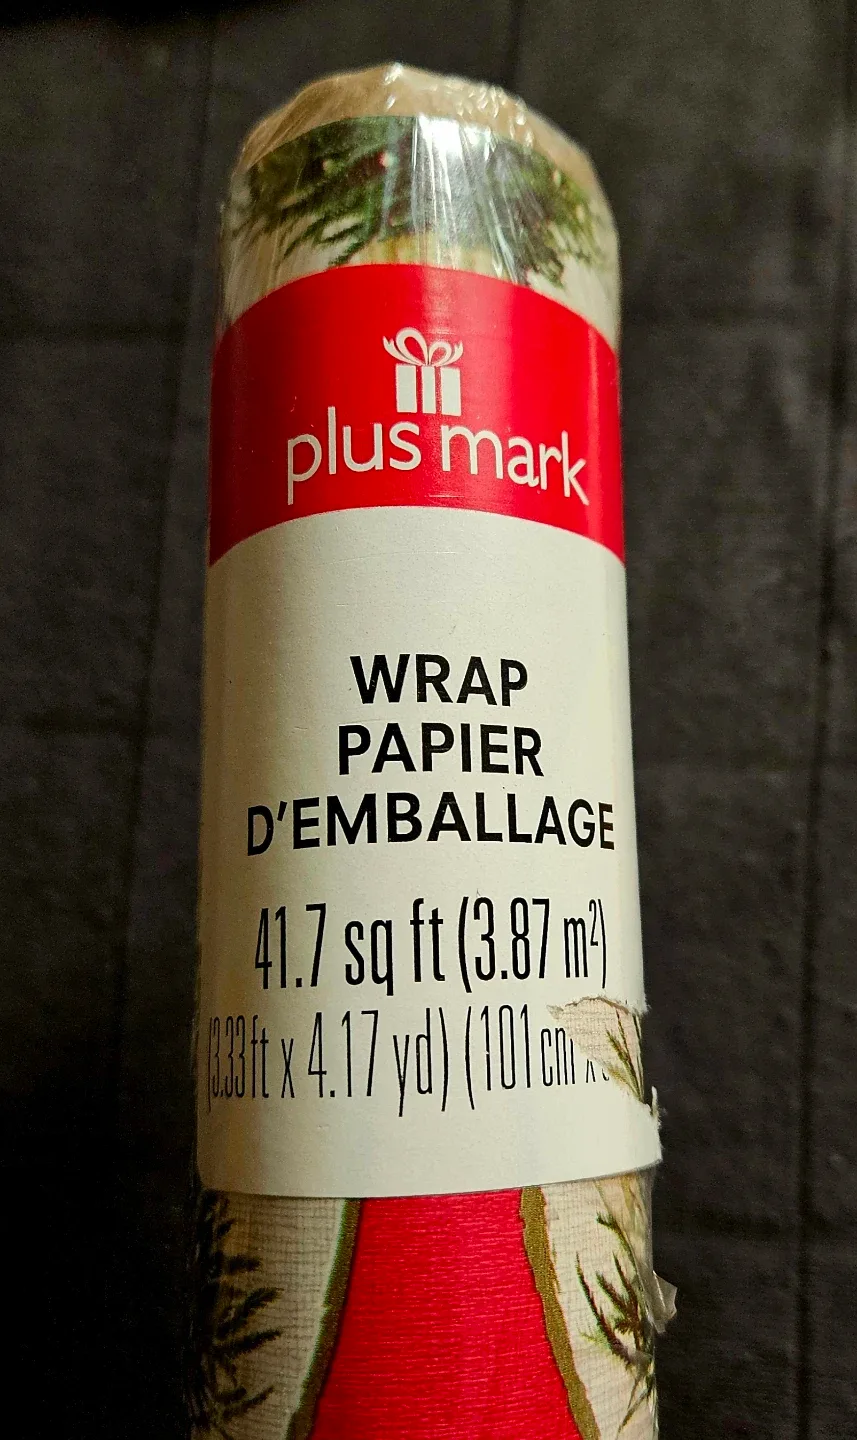 plus mark
WRAP
PAPIER
D'EMBALLAGE
41.7 sq ft (3.87 m²)
(3.33 ft x 4.17 yd) (101 cm x